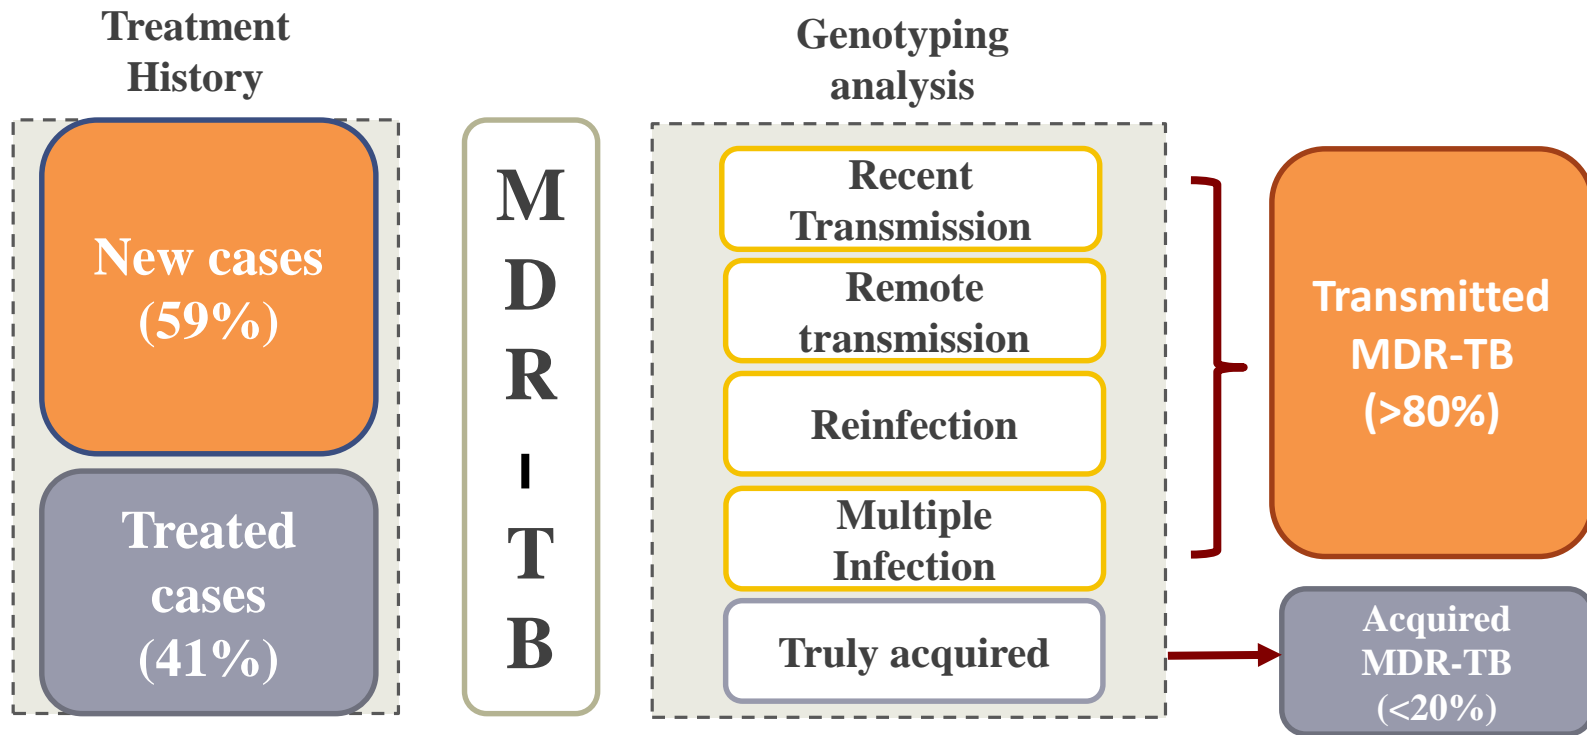 Treatment
History
New cases
(59%)
Treated
cases
(41%)
M
D
R
-
T
B
Genotyping
analysis
Recent
Transmission
Remote
transmission
Reinfection
Multiple
Infection
Truly acquired
Transmitted
MDR-TB
(>80%)
Acquired
MDR-TB
(<20%)